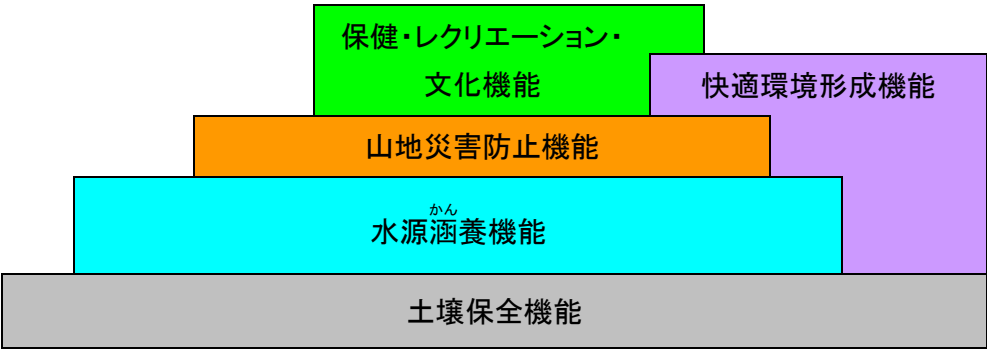 保健・レクリエーション・
文化機能
快適環境形成機能
山地災害防止機能
かん
水源涵養機能
土壌保全機能